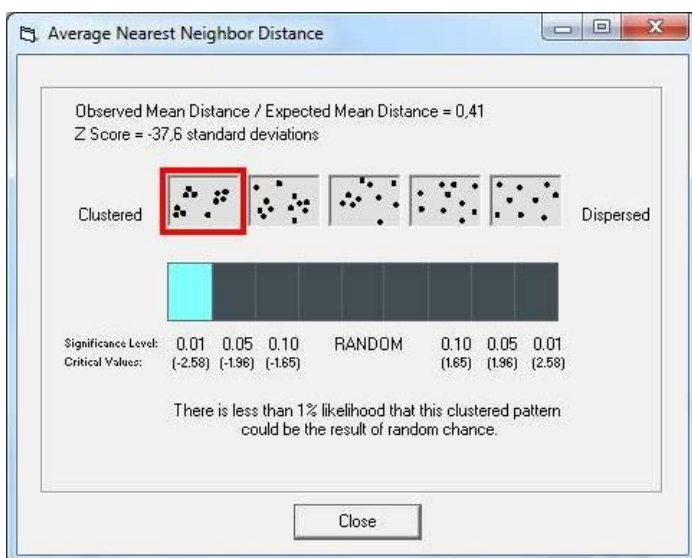 Average Nearest Neighbor Distance
Observed Mean Distance / Expected Mean Distance = 0,41
Z Score = -37,6 standard deviations
Clustered
Dispersed
Significance Level: 0.01 0.05 0.10 RANDOM 0.10 0.05 0.01
Critical Values: (-2.58) (-1.96) (-1.65) (1.65) (1.96) (2.58)
There is less than 1% likelihood that this clustered pattern
could be the result of random chance.
Close